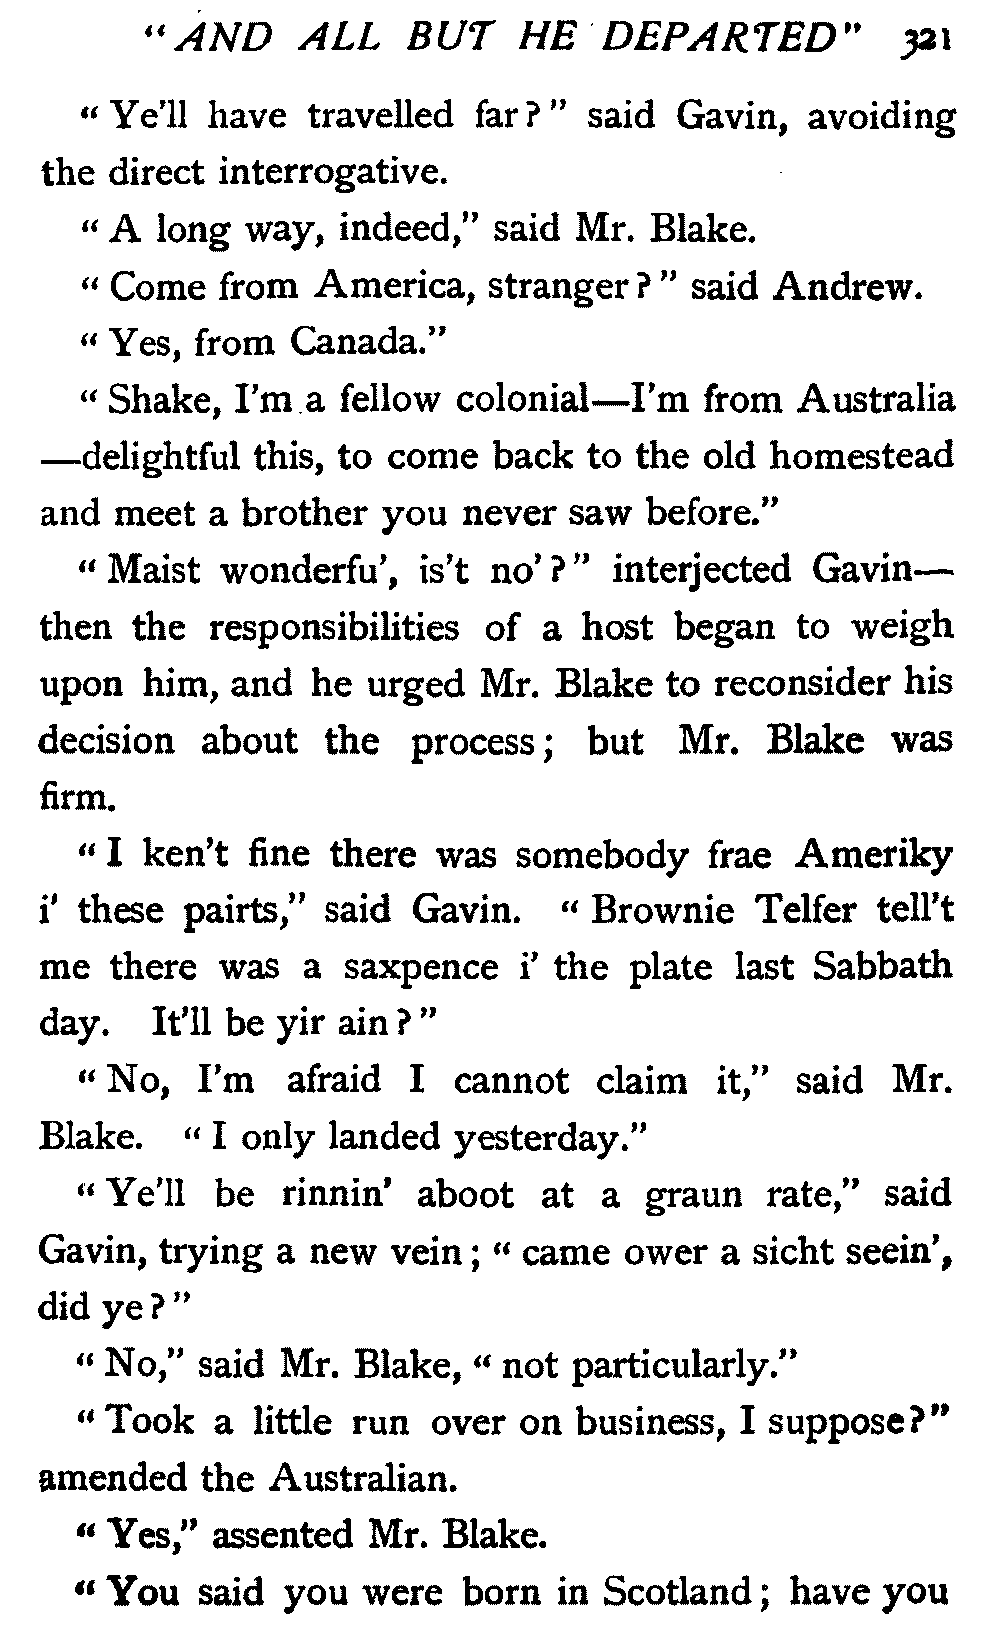 "AND ALL BUT HE DEPARTED" 321
"Ye'll have travelled far?" said Gavin, avoiding
the direct interrogative.
"A long way, indeed," said Mr. Blake.
"Come from America, stranger?" said Andrew.
"Yes, from Canada."
"Shake, I'm a fellow colonial—I'm from Australia
—delightful this, to come back to the old homestead
and meet a brother you never saw before."
"Maist wonderfu', is't no'?" interjected Gavin—
then the responsibilities of a host began to weigh
upon him, and he urged Mr. Blake to reconsider his
decision about the process; but Mr. Blake was
firm.
"I ken't fine there was somebody frae Ameriky
i' these pairts," said Gavin. "Brownie Telfer tell't
me there was a saxpence i' the plate last Sabbath
day. It'll be yir ain?"
"No, I'm afraid I cannot claim it," said Mr.
Blake. "I only landed yesterday."
"Ye'll be rinnin' aboot at a graun rate," said
Gavin, trying a new vein; "came ower a sicht seein',
did ye?"
"No," said Mr. Blake, "not particularly."
"Took a little run over on business, I suppose?"
amended the Australian.
"Yes," assented Mr. Blake.
"You said you were born in Scotland; have you